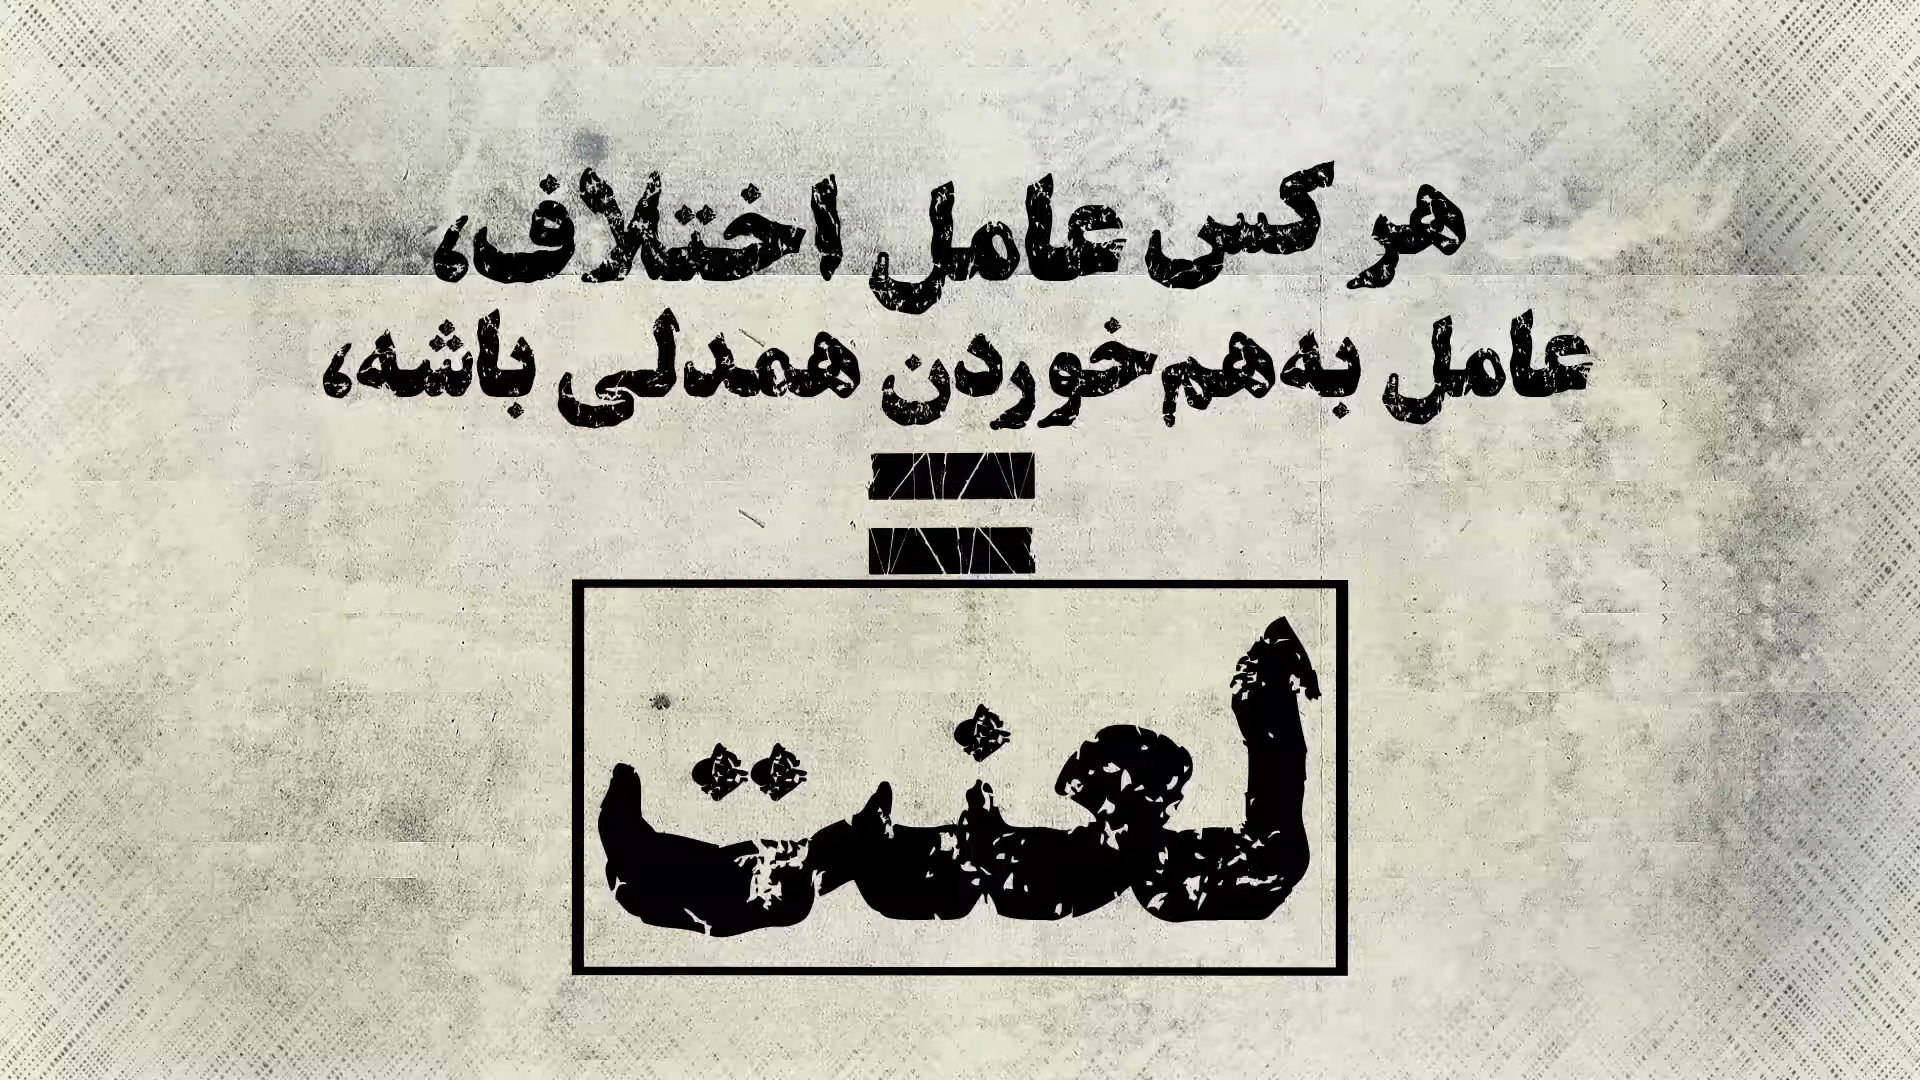 هر کس عامل اختلاف،
عامل به‌هم‌خوردن همدلی باشه،
=
لعنت